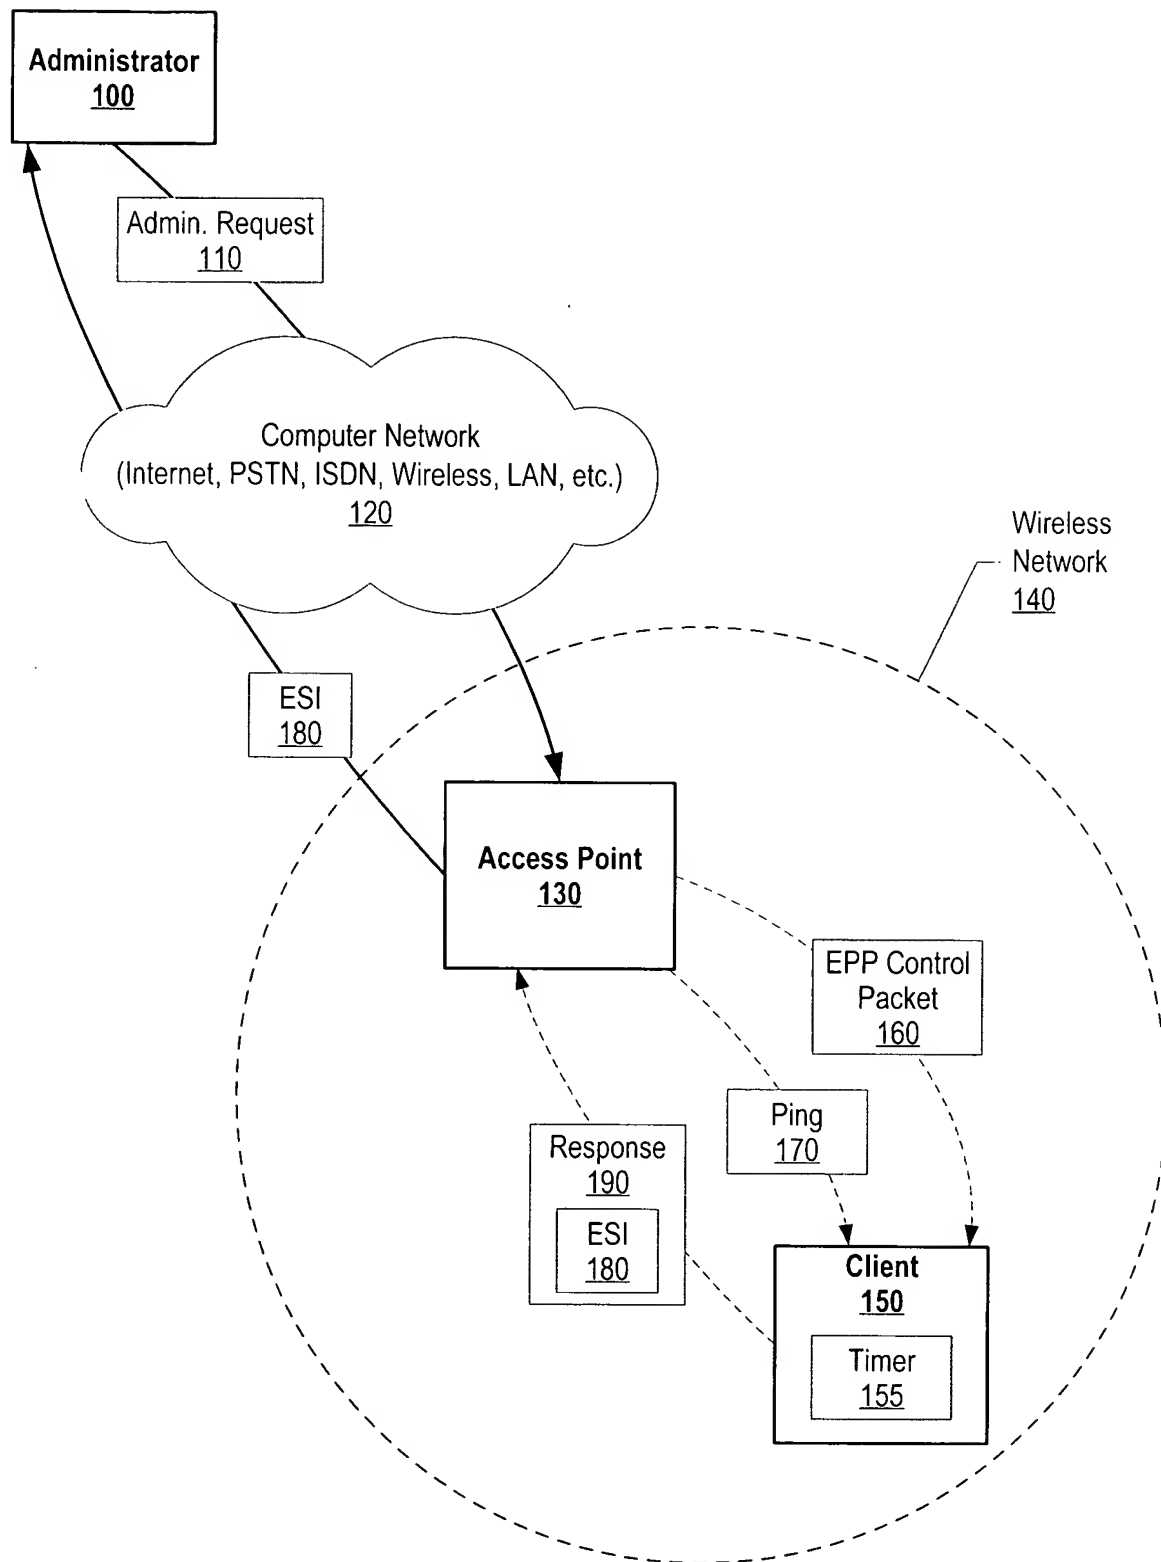 Administrator
100
Admin. Request
110
Computer Network
(Internet, PSTN, ISDN, Wireless, LAN, etc.)
120
Wireless
Network
140
ESI
180
Access Point
130
EPP Control
Packet
160
Ping
170
Response
190
ESI
180
Client
150
Timer
155